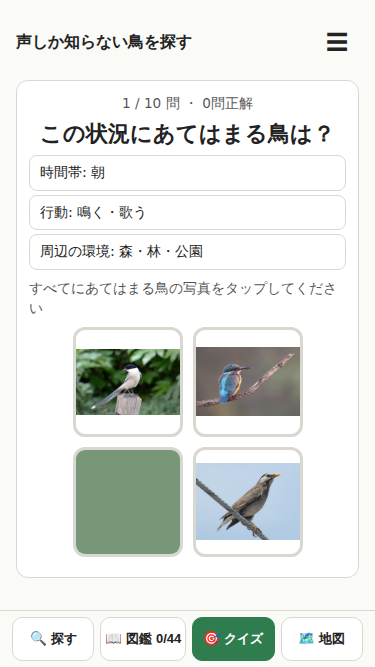 声しか知らない鳥を探す
1 / 10 問 ・ 0問正解
この状況にあてはまる鳥は？
時間帯: 朝
行動: 鳴く・歌う
周辺の環境: 森・林・公園
すべてにあてはまる鳥の写真をタップしてくださ
い
🔍 探す
📖 図鑑 0/44
🎯 クイズ
🗺️ 地図